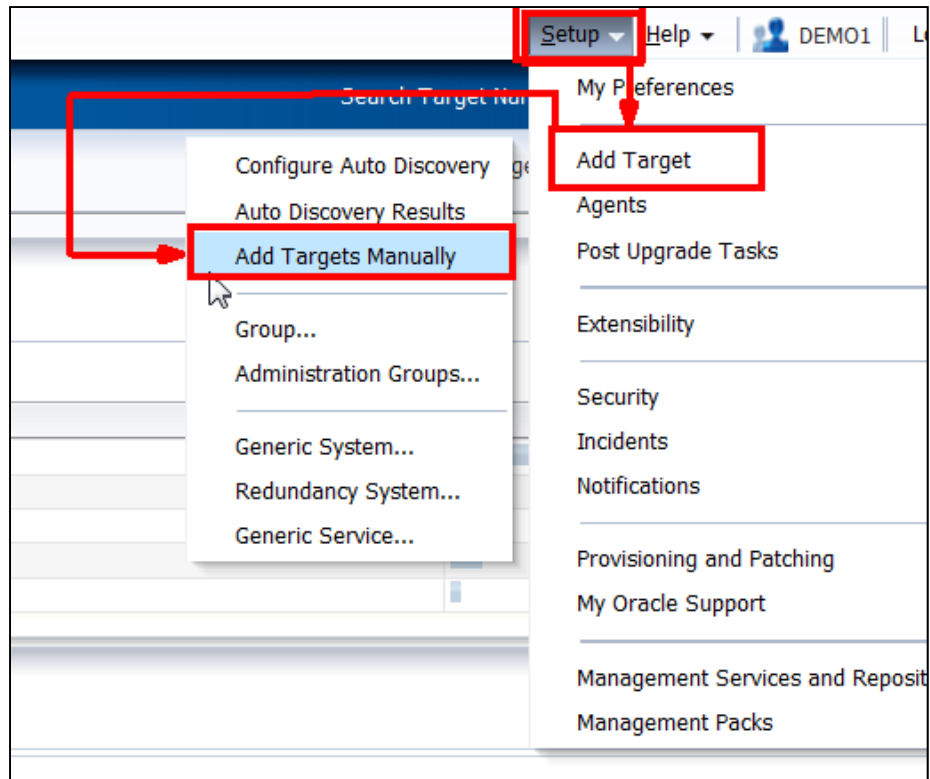 Setup Help DEMO1
Search Target Nam
My Preferences
Add Target
Agents
Post Upgrade Tasks
Extensibility
Security
Incidents
Notifications
Provisioning and Patching
My Oracle Support
Management Services and Reposit
Management Packs
Configure Auto Discovery
Auto Discovery Results
Add Targets Manually
Group...
Administration Groups...
Generic System...
Redundancy System...
Generic Service...